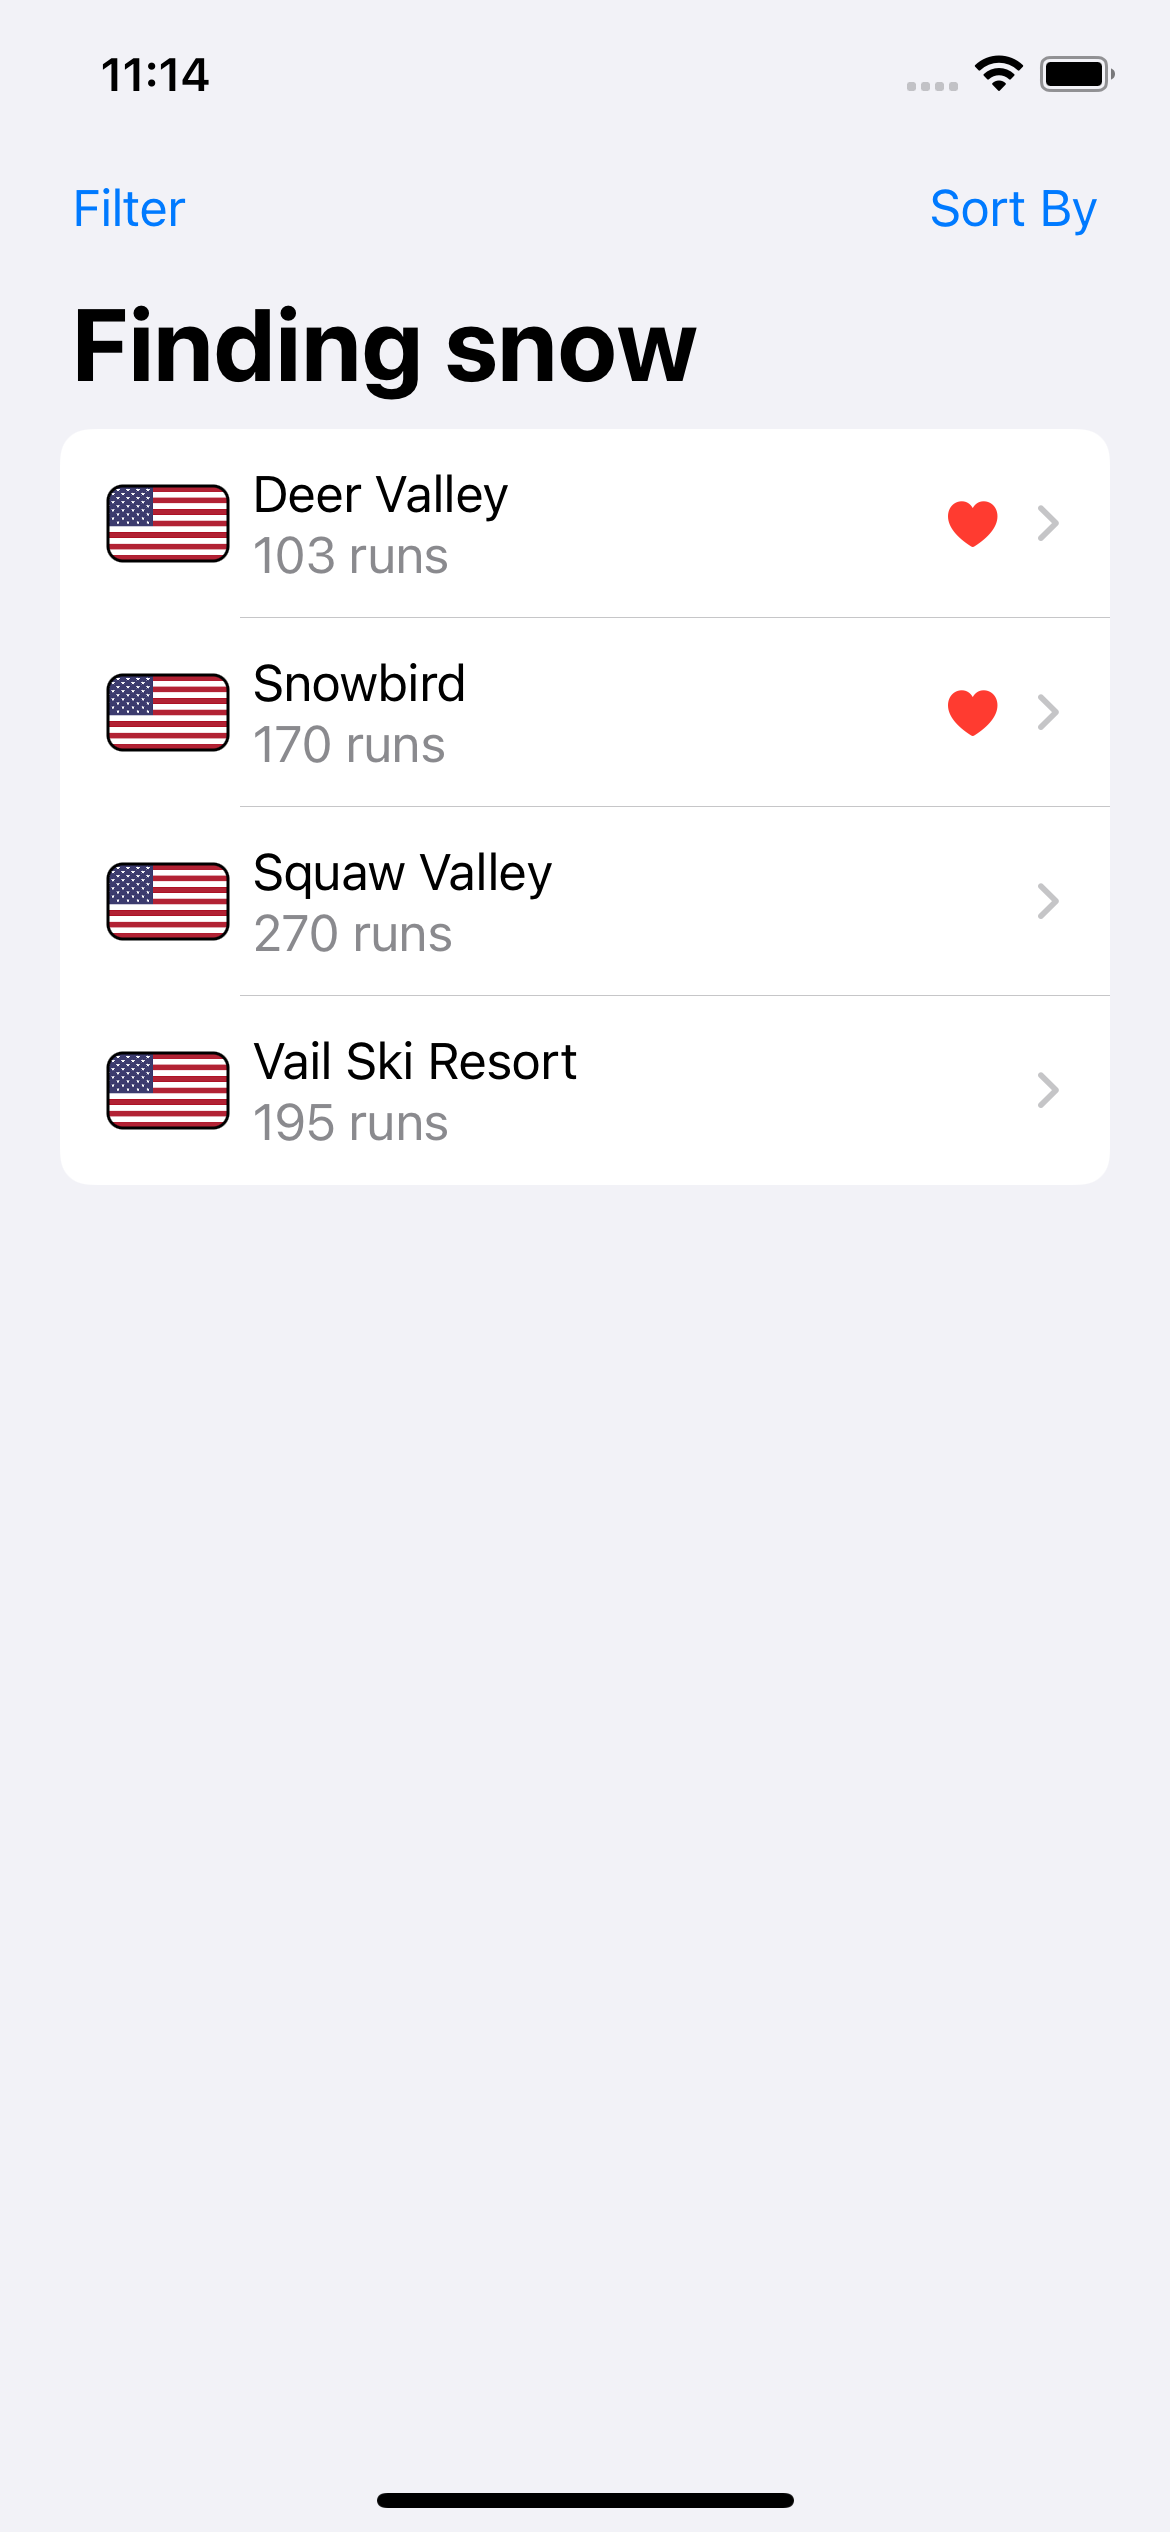 11:14
Filter
Sort By
Finding snow
Deer Valley
103 runs
Snowbird
170 runs
Squaw Valley
270 runs
Vail Ski Resort
195 runs